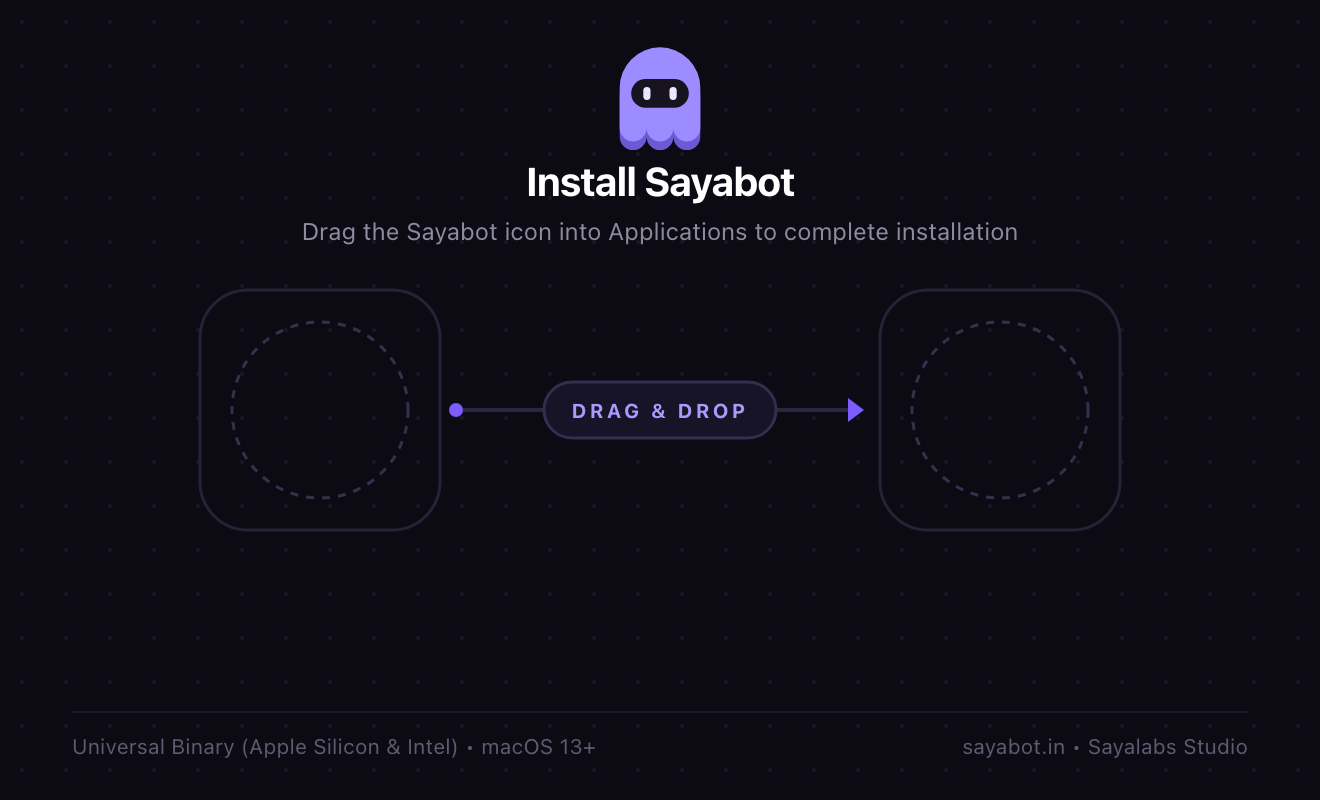 Install Sayabot
Drag the Sayabot icon into Applications to complete installation
DRAG & DROP
Universal Binary (Apple Silicon & Intel) • macOS 13+
sayabot.in • Sayalabs Studio